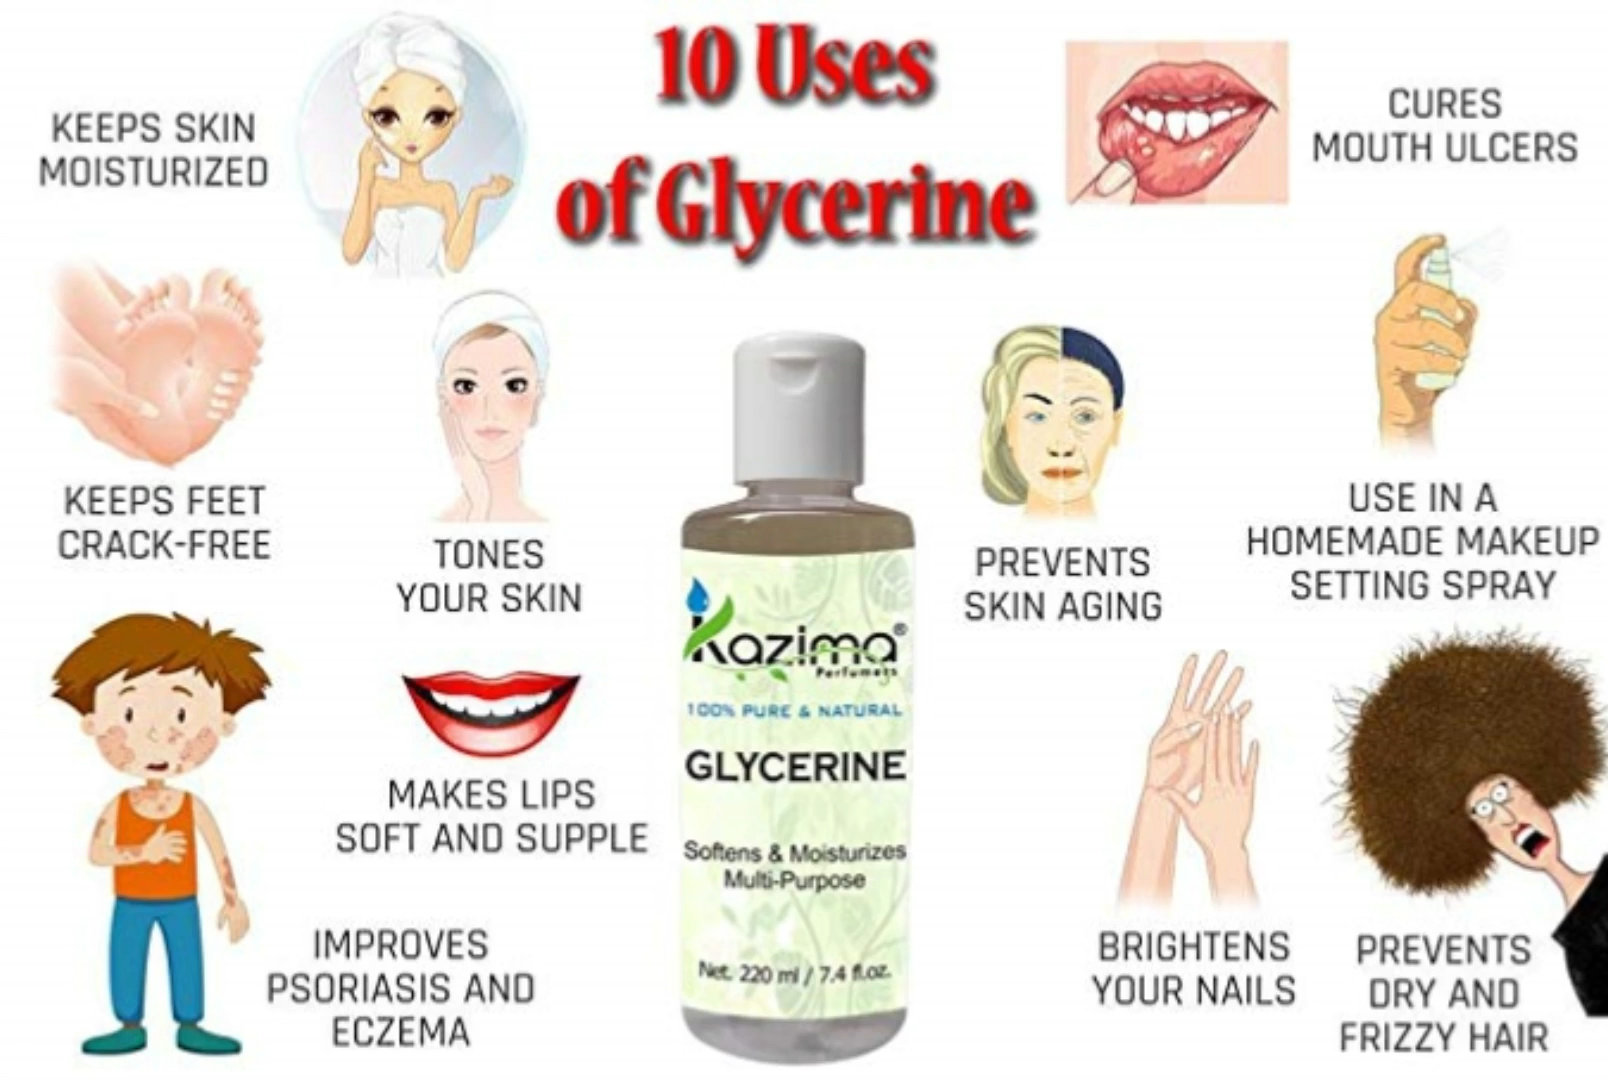 10 Uses
of Glycerine
KEEPS SKIN
MOISTURIZED
CURES
MOUTH ULCERS
KEEPS FEET
CRACK-FREE
TONES
YOUR SKIN
PREVENTS
SKIN AGING
USE IN A
HOMEMADE MAKEUP
SETTING SPRAY
MAKES LIPS
SOFT AND SUPPLE
IMPROVES
PSORIASIS AND
ECZEMA
BRIGHTENS
YOUR NAILS
PREVENTS
DRY AND
FRIZZY HAIR
Kazima®
Perfumers
100% PURE & NATURAL
GLYCERINE
Softens & Moisturizes
Multi-Purpose
Net. 220 ml / 7.4 fl.oz.